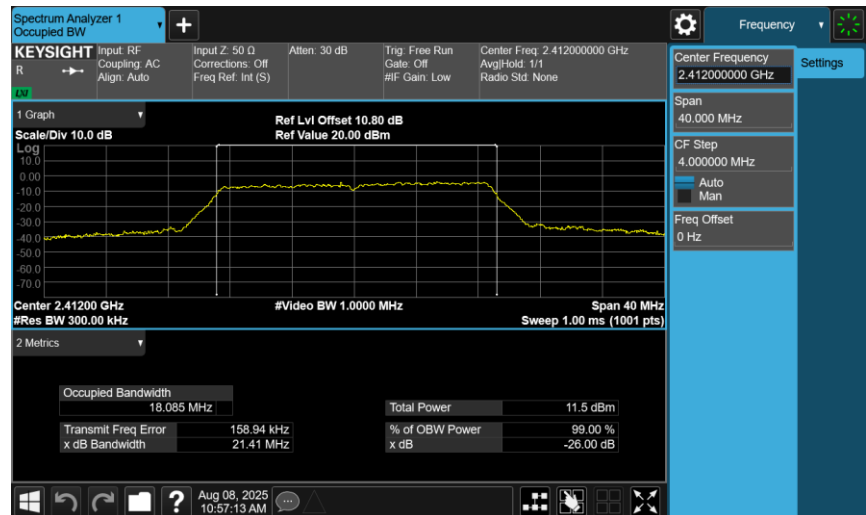 Spectrum Analyzer 1
Occupied BW
Frequency
KEYSIGHT
R
LXI
Input: RF
Coupling: AC
Align: Auto
Input Z: 50 Ω
Corrections: Off
Freq Ref: Int (S)
Atten: 30 dB
Trig: Free Run
Gate: Off
#IF Gain: Low
Center Freq: 2.412000000 GHz
Avg|Hold: 1/1
Radio Std: None
1 Graph
Scale/Div 10.0 dB
Ref Lvl Offset 10.80 dB
Ref Value 20.00 dBm
Log
10.0
0.00
-10.0
-20.0
-30.0
-40.0
-50.0
-60.0
-70.0
Center 2.41200 GHz
#Video BW 1.0000 MHz
Span 40 MHz
#Res BW 300.00 kHz
Sweep 1.00 ms (1001 pts)
2 Metrics
Occupied Bandwidth
18.085 MHz
Total Power 11.5 dBm
Transmit Freq Error 158.94 kHz
% of OBW Power 99.00 %
x dB Bandwidth 21.41 MHz
x dB -26.00 dB
Aug 08, 2025
10:57:13 AM
Center Frequency
2.412000000 GHz
Settings
Span
40.000 MHz
CF Step
4.000000 MHz
Auto
Man
Freq Offset
0 Hz